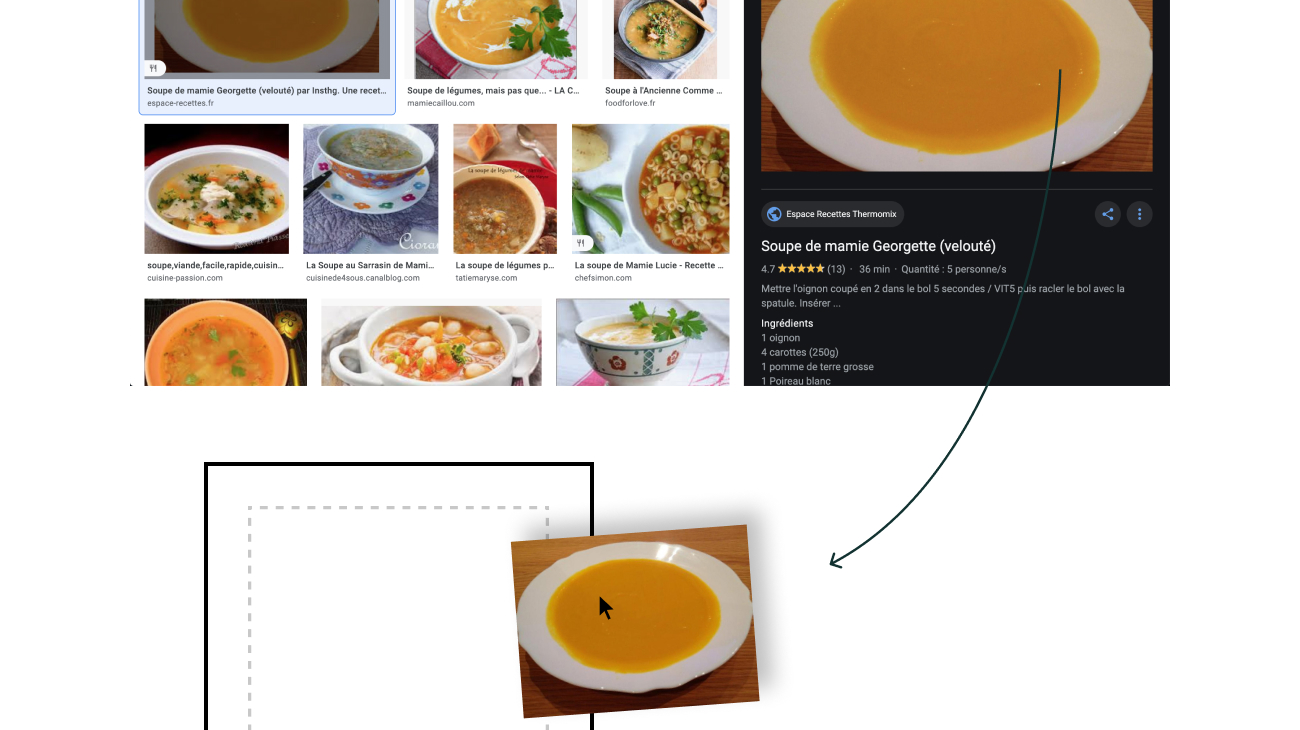 Soupe de mamie Georgette (velouté) par Insthg. Une recet...
espace-recettes.fr
Soupe de légumes, mais pas que... - LA C...
mamiecaillou.com
Soupe à l'Ancienne Comme ...
foodforlove.fr
La soupe de légumes
Cioran
soupe,viande,facile,rapide,cuisin...
cuisine-passion.com
La Soupe au Sarrasin de Mami...
cuisinede4sous.canalblog.com
La soupe de légumes p...
tatiemaryse.com
La soupe de Mamie Lucie - Recette ...
chefsimon.com
Espace Recettes Thermomix
Soupe de mamie Georgette (velouté)
4.7 ★★★★★ (13) · 36 min · Quantité : 5 personne/s
Mettre l'oignon coupé en 2 dans le bol 5 secondes / VIT5 puis racler le bol avec la
spatule. Insérer ...
Ingrédients
1 oignon
4 carottes (250g)
1 pomme de terre grosse
1 Poireau blanc